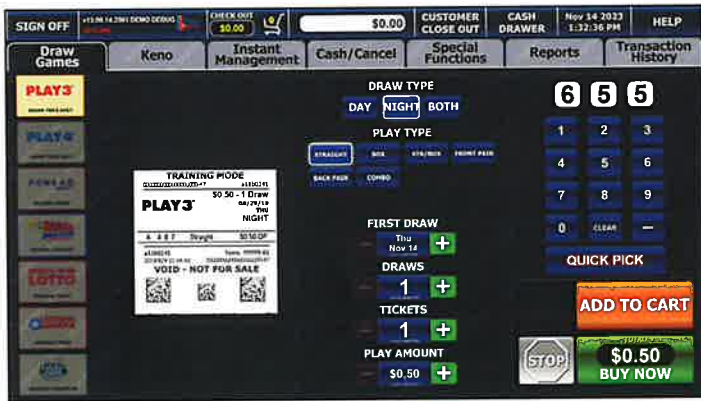 SIGN OFF
CHECK OUT
$0.00
$0.00
CUSTOMER CLOSE OUT
CASH DRAWER
Nov 14 2023
1:32:36 PM
HELP
Draw Games
Keno
Instant Management
Cash/Cancel
Special Functions
Reports
Transaction History
PLAY3
PLAY4
LOTTO
DRAW TYPE
DAY NIGHT BOTH
PLAY TYPE
STRAIGHT BOX STR/BOX FRONT PAIR
BACK PAIR COMBO
6 5 5
1 2 3
4 5 6
7 8 9
0 CLEAR —
QUICK PICK
TRAINING MODE
$0.50 - 1 Draw
PLAY3
THU
NIGHT
Straight
VOID - NOT FOR SALE
FIRST DRAW
− Thu Nov 14 +
DRAWS
− 1 +
TICKETS
− 1 +
PLAY AMOUNT
− $0.50 +
ADD TO CART
STOP
$0.50
BUY NOW